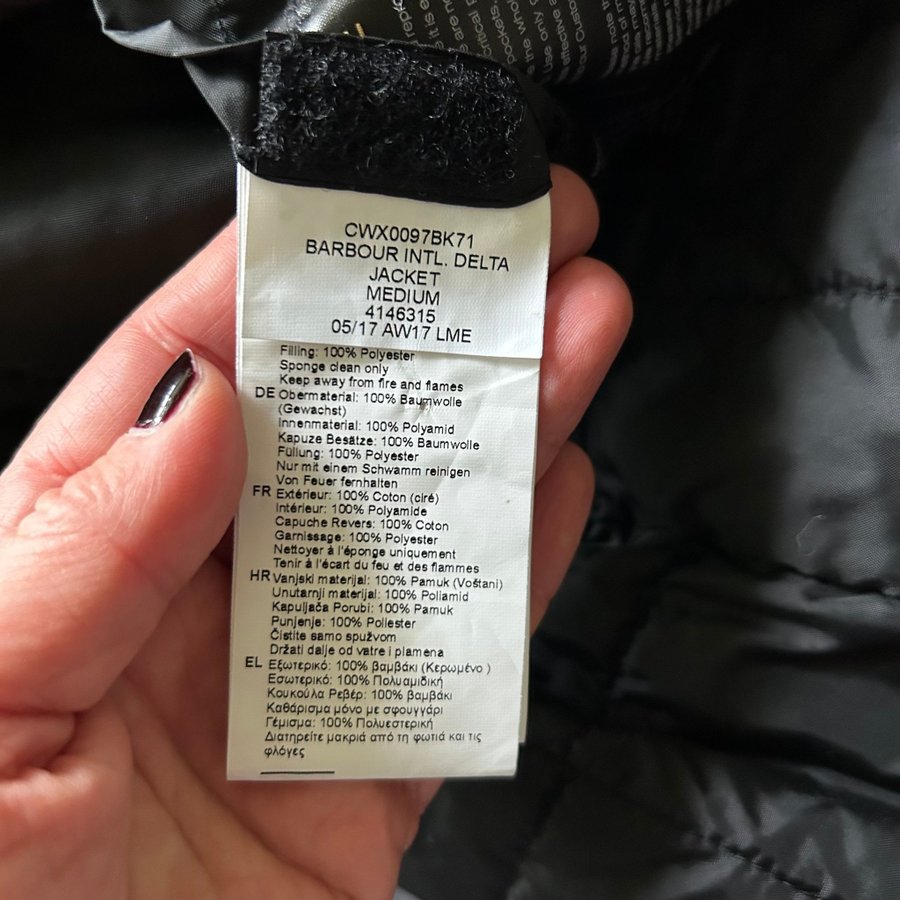 CWX0097BK71
BARBOUR INTL. DELTA
JACKET
MEDIUM
4146315
05/17 AW17 LME
Filling: 100% Polyester
Sponge clean only
Keep away from fire and flames
DE Obermaterial: 100% Baumwolle
(Gewachst)
Innenmaterial: 100% Polyamid
Kapuze Besätze: 100% Baumwolle
Füllung: 100% Polyester
Nur mit einem Schwamm reinigen
Von Feuer fernhalten
FR Extérieur: 100% Coton (ciré)
Intérieur: 100% Polyamide
Capuche Revers: 100% Coton
Garnissage: 100% Polyester
Nettoyer à l'éponge uniquement
Tenir à l'écart du feu et des flammes
HR Vanjski materijal: 100% Pamuk (Voštani)
Unutarnji materijal: 100% Poliamid
Kapuljača Porubi: 100% Pamuk
Punjenje: 100% Poliester
Čistite samo spužvom
Držati dalje od vatre i plamena
EL Εξωτερικό: 100% βαμβάκι (Κερωμένο )
Εσωτερικό: 100% Πολυαμιδική
Κουκούλα Ρεβέρ: 100% βαμβάκι
Καθάρισμα μόνο με σφουγγάρι
Γέμισμα: 100% Πολυεστερική
Διατηρείτε μακριά από τη φωτιά και τις
φλόγες